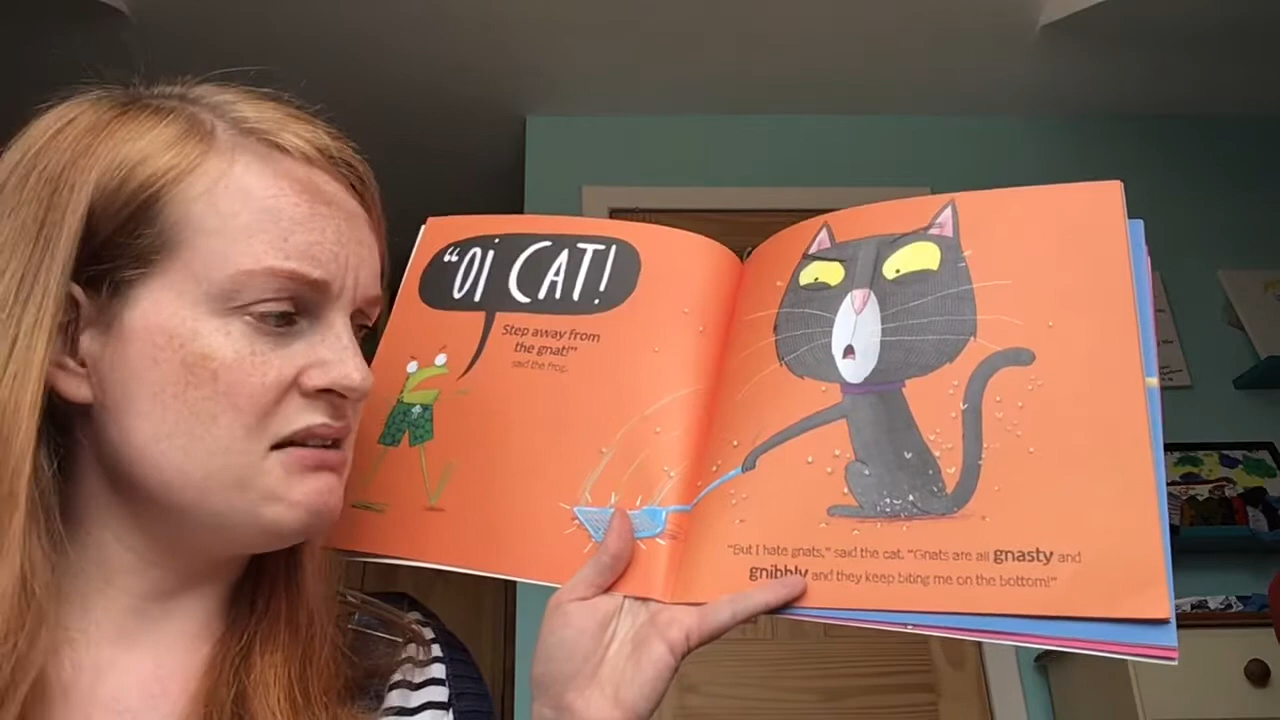 "Oi CAT!
Step away from
the gnat!"
said the frog.
"But I hate gnats," said the cat. "Gnats are all gnasty and
gnibbly and they keep biting me on the bottom!"